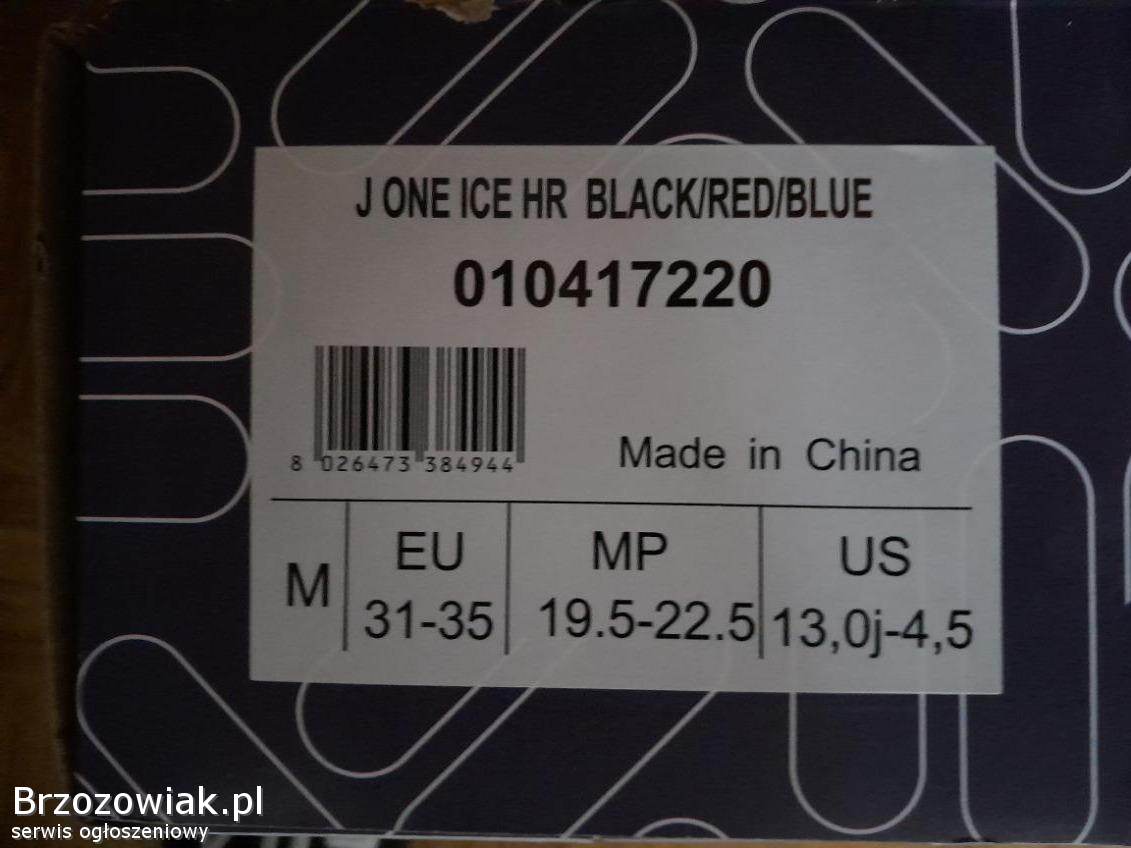 J ONE ICE HR BLACK/RED/BLUE
010417220
8 026473 384944
Made in China
M
EU
31-35
MP
19.5-22.5
US
13,0j-4,5
Brzozowiak.pl
serwis ogłoszeniowy